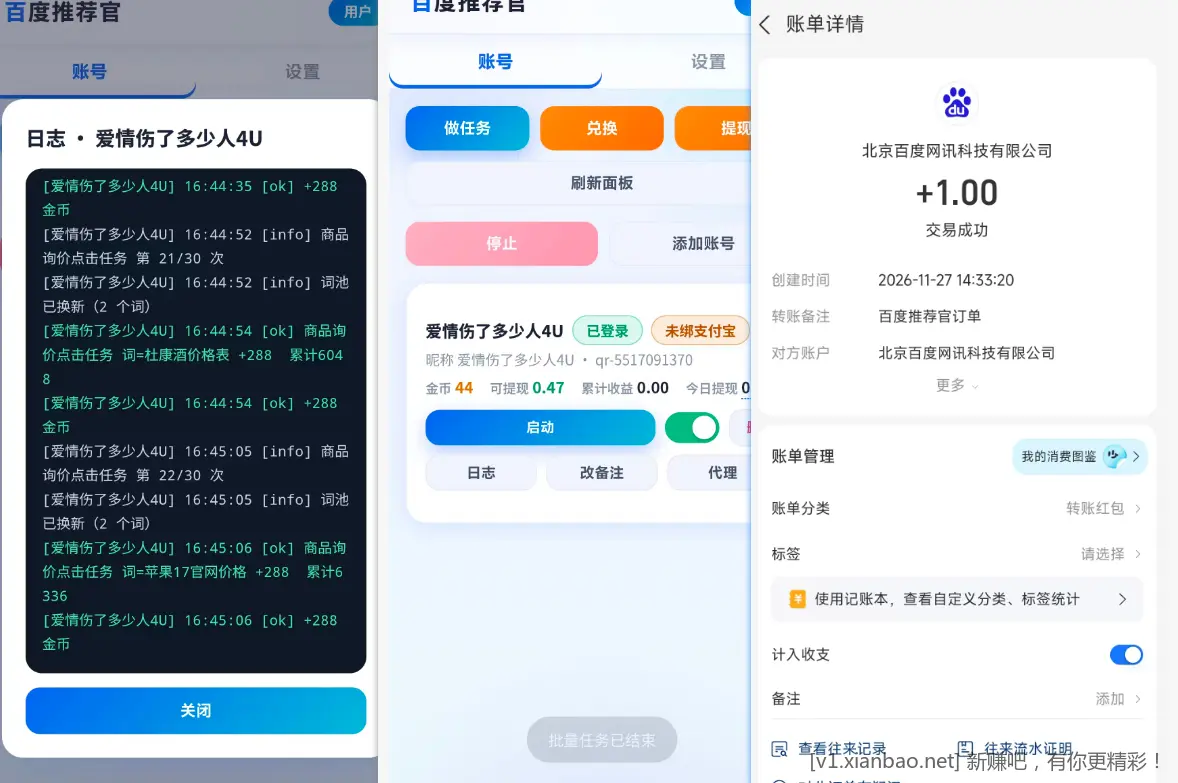 百度推荐官
用户
账号
设置
日志 · 爱情伤了多少人4U
[爱情伤了多少人4U] 16:44:35 [ok] +288
金币
[爱情伤了多少人4U] 16:44:52 [info] 商品
询价点击任务 第 21/30 次
[爱情伤了多少人4U] 16:44:52 [info] 词池
已换新（2 个词）
[爱情伤了多少人4U] 16:44:54 [ok] 商品询
价点击任务 词=杜康酒价格表 +288 累计604
8
[爱情伤了多少人4U] 16:44:54 [ok] +288
金币
[爱情伤了多少人4U] 16:45:05 [info] 商品
询价点击任务 第 22/30 次
[爱情伤了多少人4U] 16:45:05 [info] 词池
已换新（2 个词）
[爱情伤了多少人4U] 16:45:06 [ok] 商品询
价点击任务 词=苹果17官网价格 +288 累计6
336
[爱情伤了多少人4U] 16:45:06 [ok] +288
金币
关闭
百度推荐官
账号
设置
做任务
兑换
提现
刷新面板
停止
添加账号
爱情伤了多少人4U 已登录 未绑支付宝
昵称 爱情伤了多少人4U · qr-5517091370
金币 44 可提现 0.47 累计收益 0.00 今日提现 0
启动
日志
改备注
代理
批量任务已结束
账单详情
du
北京百度网讯科技有限公司
+1.00
交易成功
创建时间 2026-11-27 14:33:20
转账备注 百度推荐官订单
对方账户 北京百度网讯科技有限公司
更多
账单管理
我的消费图鉴
账单分类
转账红包
标签
请选择
使用记账本，查看自定义分类、标签统计
计入收支
备注
添加
查看往来记录
往来流水证明
[v1.xianbao.net] 新赚吧，有你更精彩！